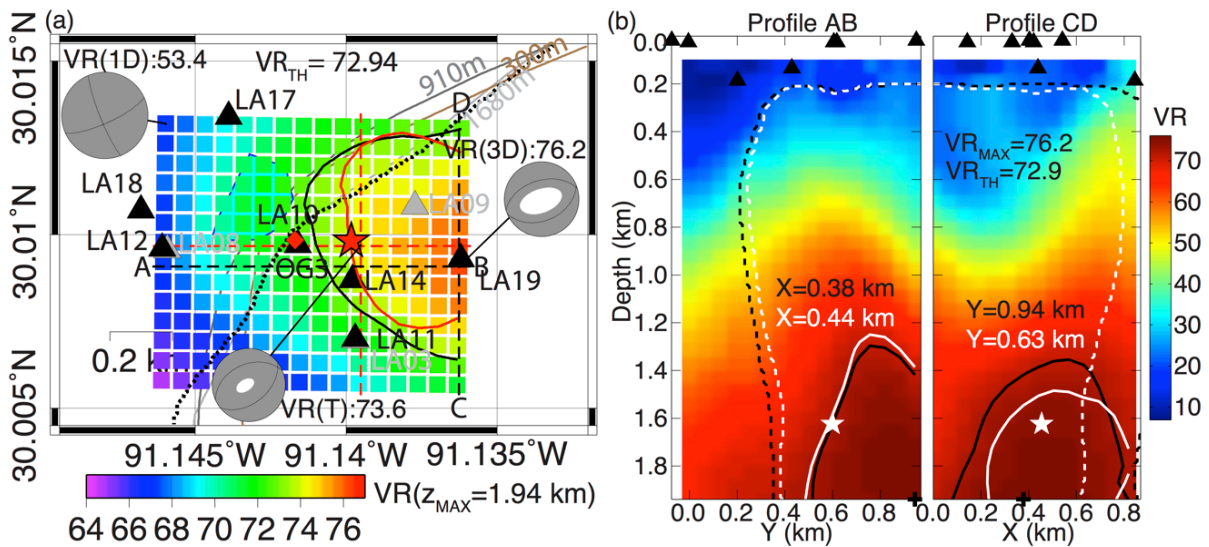 (a)
30.015°N
30.01°N
30.005°N
VR(1D):53.4
VR_TH= 72.94
910m
300m
1680m
D
LA17
VR(3D):76.2
LA18
LA09
LA10
LA12
LA08
A
OG3
B
LA14
LA19
LA11
LA03
0.2 k
VR(T):73.6
C
91.145°W
91.14°W
91.135°W
VR(z_MAX=1.94 km)
64 66 68 70 72 74 76
(b)
Profile AB
Profile CD
0.0
0.2
0.4
0.6
0.8
1.0
1.2
1.4
1.6
1.8
Depth (km)
VR_MAX=76.2
VR_TH=72.9
X=0.38 km
X=0.44 km
Y=0.94 km
Y=0.63 km
0.0 0.2 0.4 0.6 0.8
Y (km)
0.0 0.2 0.4 0.6 0.8
X (km)
VR
70
60
50
40
30
20
10